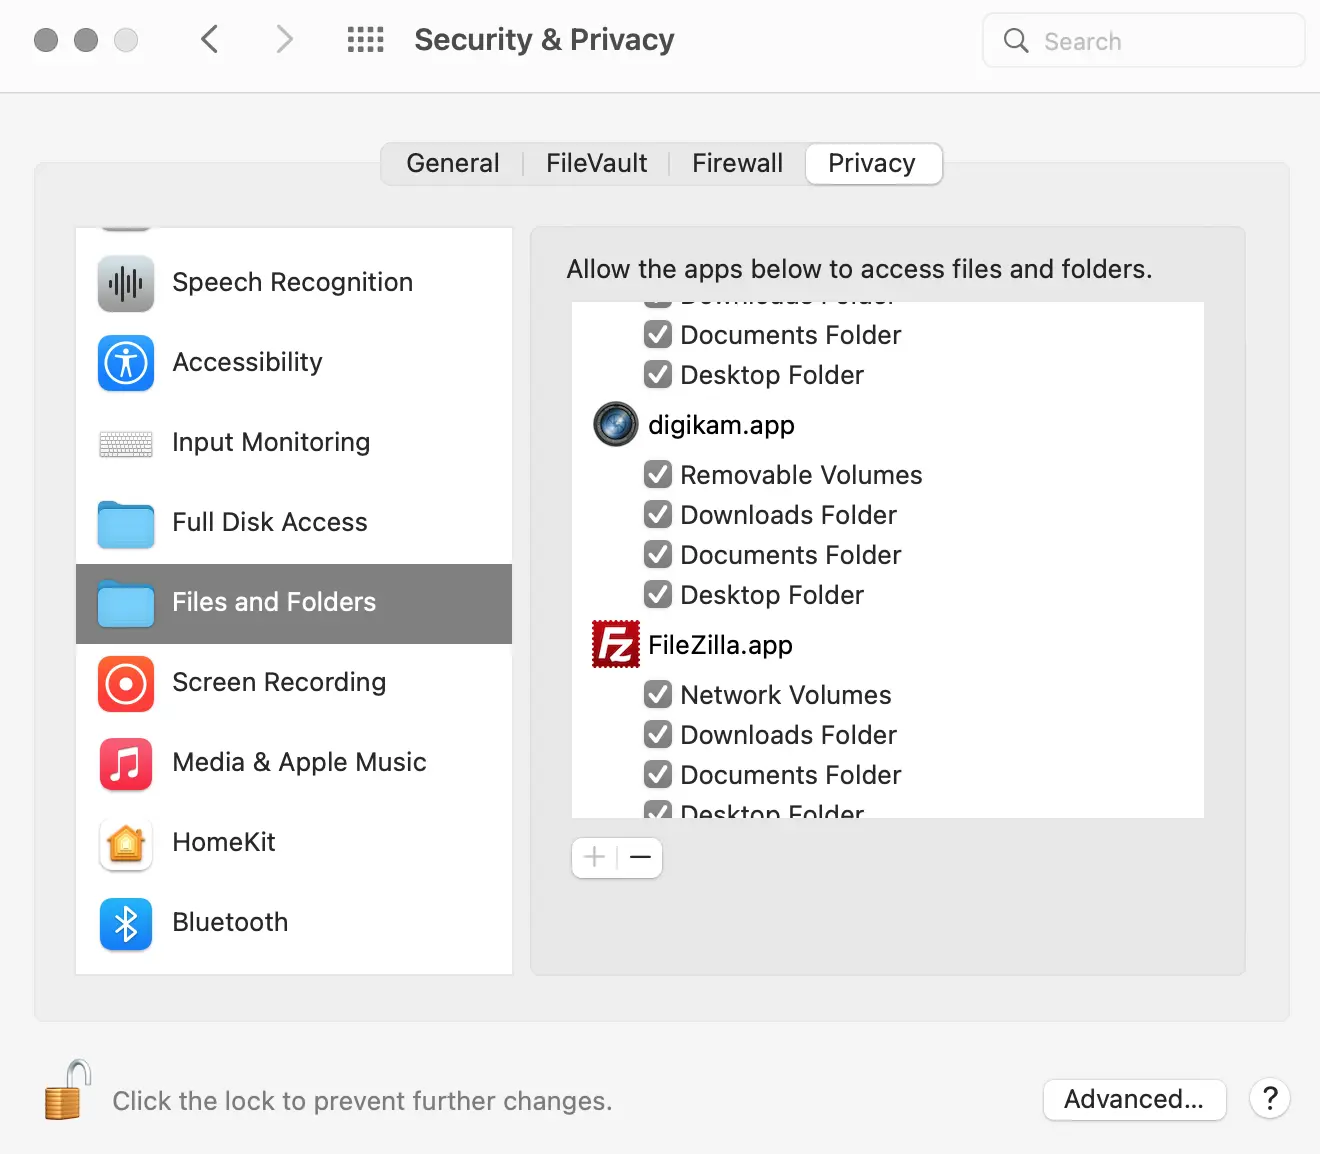 Security & Privacy
Search
General
FileVault
Firewall
Privacy
Speech Recognition
Accessibility
Input Monitoring
Full Disk Access
Files and Folders
Screen Recording
Media & Apple Music
HomeKit
Bluetooth
Allow the apps below to access files and folders.
Downloads Folder
Documents Folder
Desktop Folder
digikam.app
Removable Volumes
Downloads Folder
Documents Folder
Desktop Folder
Fz
FileZilla.app
Network Volumes
Downloads Folder
Documents Folder
Desktop Folder
Click the lock to prevent further changes.
Advanced...
?